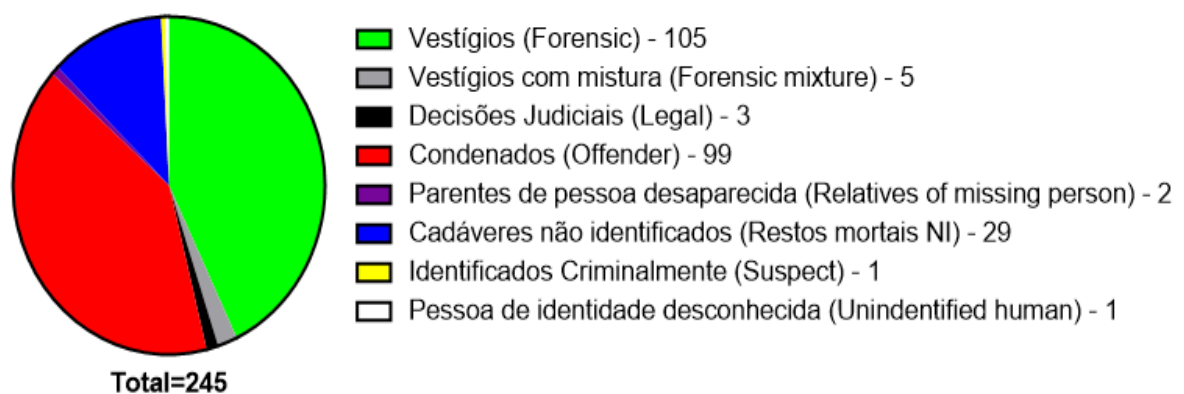 Vestígios (Forensic) - 105
Vestígios com mistura (Forensic mixture) - 5
Decisões Judiciais (Legal) - 3
Condenados (Offender) - 99
Parentes de pessoa desaparecida (Relatives of missing person) - 2
Cadáveres não identificados (Restos mortais NI) - 29
Identificados Criminalmente (Suspect) - 1
Pessoa de identidade desconhecida (Unindentified human) - 1
Total=245